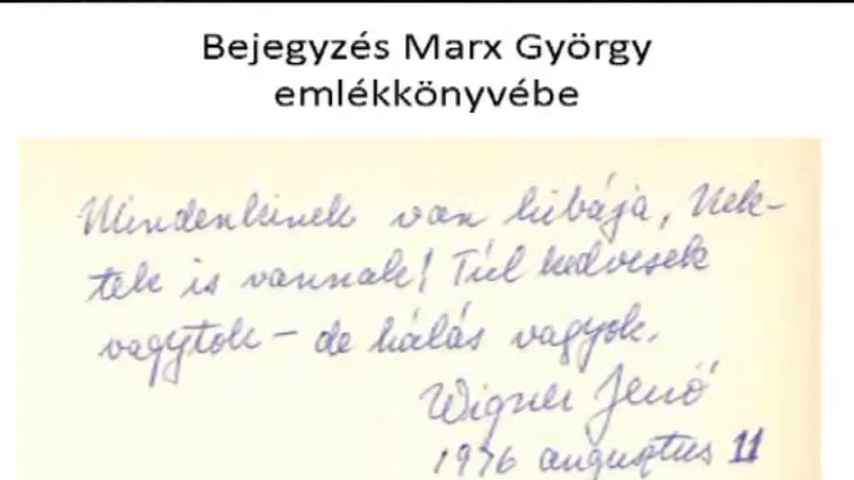 Bejegyzés Marx György
emlékkönyvébe
Mindenkinek van hibája, Nek-
tek is vannak! Túl kedvesek
vagytok – de hálás vagyok.
Wigner Jenő
1976 augusztus 11